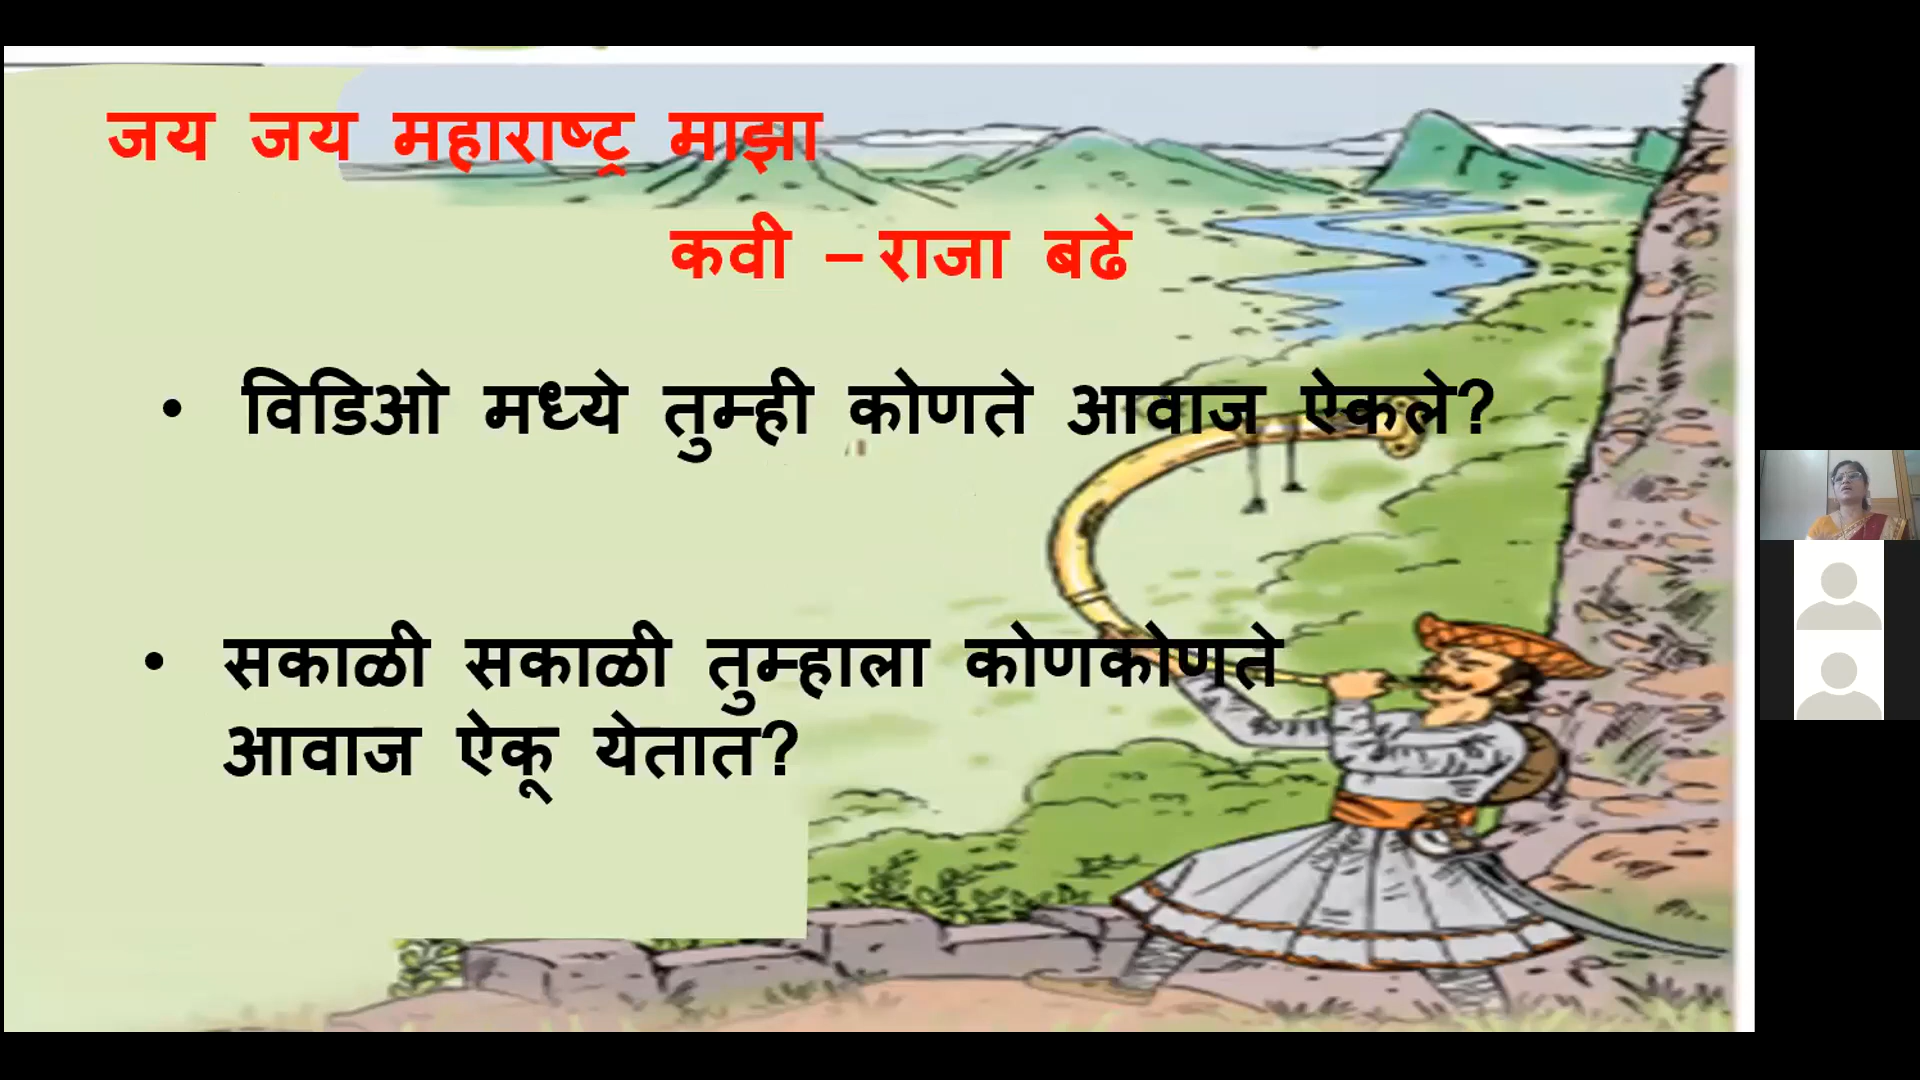 जय जय महाराष्ट्र माझा
कवी – राजा बढे
• विडिओ मध्ये तुम्ही कोणते आवाज ऐकले?
• सकाळी सकाळी तुम्हाला कोणकोणते
आवाज ऐकू येतात?